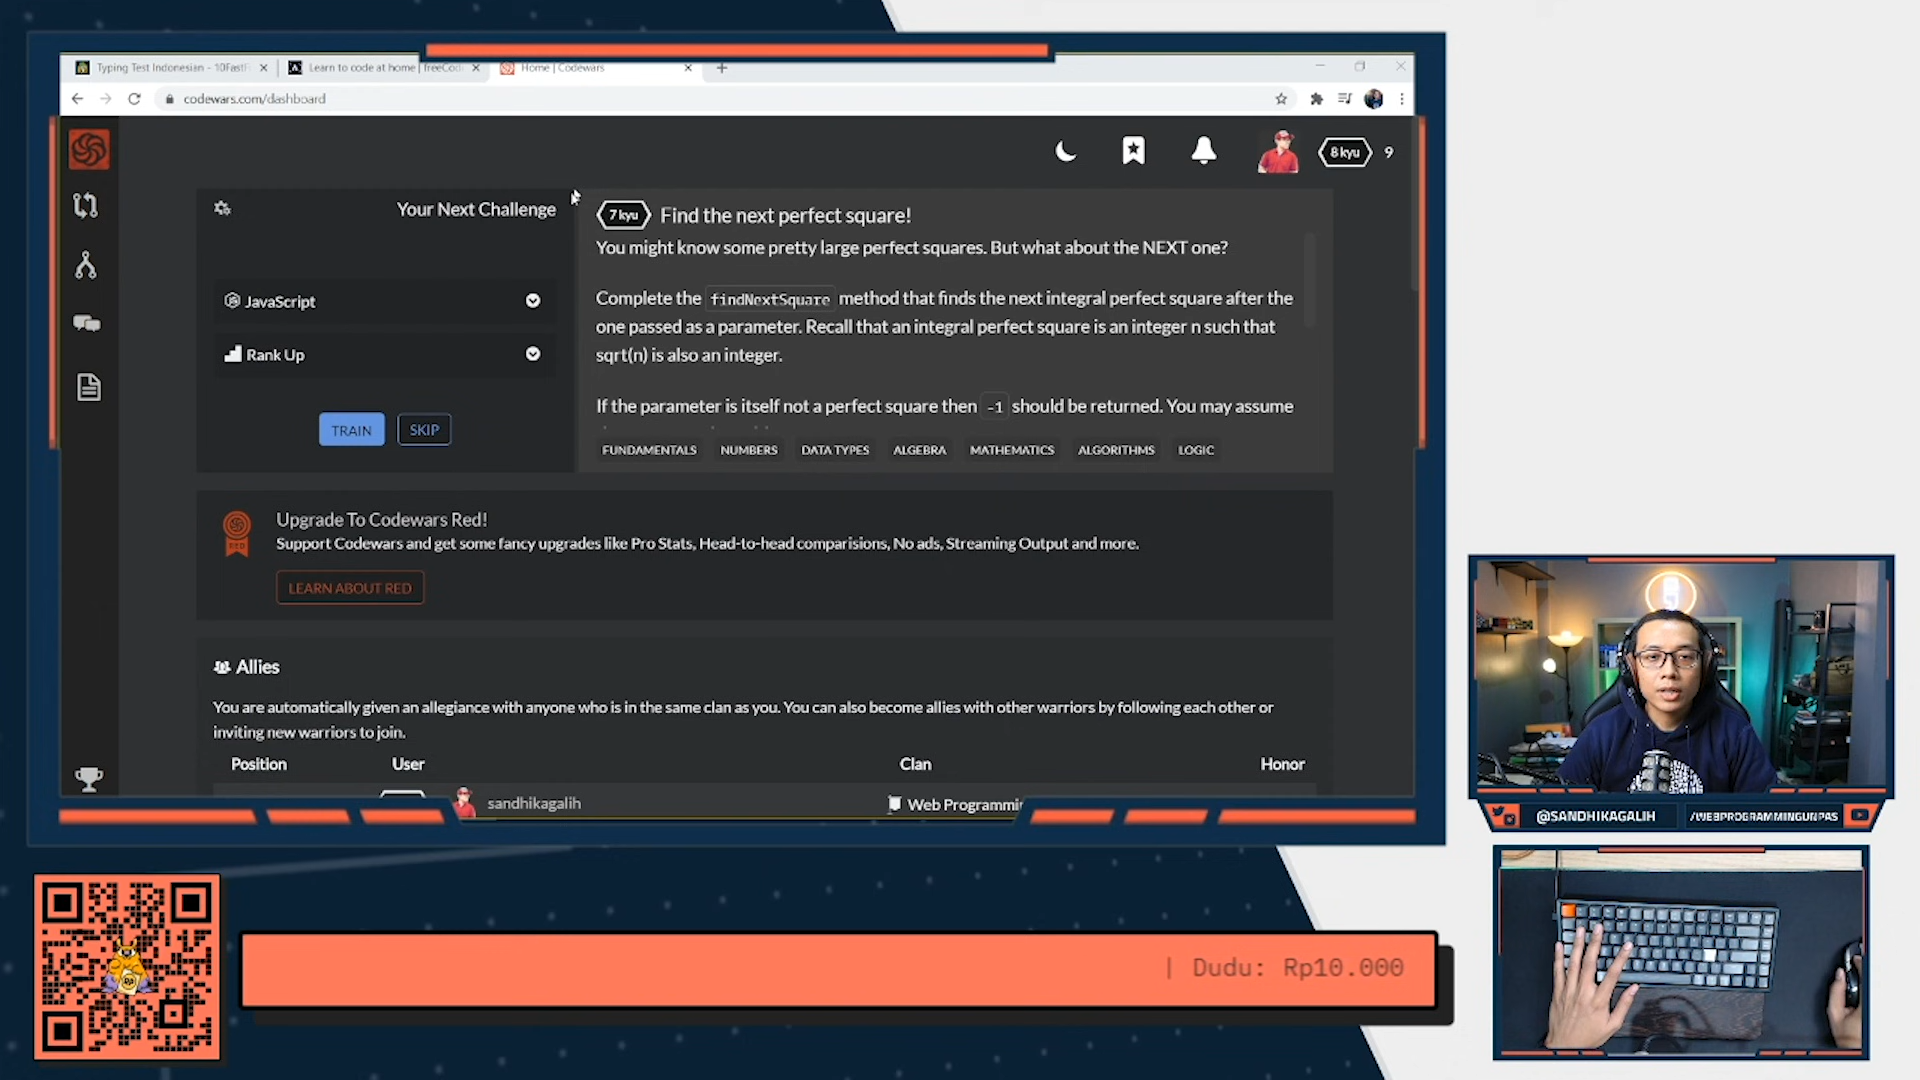 Typing Test Indonesian - 10FastF
Learn to code at home | freeCod
Home | Codewars
codewars.com/dashboard
8 kyu 9
Your Next Challenge
JavaScript
Rank Up
TRAIN SKIP
7 kyu Find the next perfect square!
You might know some pretty large perfect squares. But what about the NEXT one?
Complete the findNextSquare method that finds the next integral perfect square after the
one passed as a parameter. Recall that an integral perfect square is an integer n such that
sqrt(n) is also an integer.
If the parameter is itself not a perfect square then -1 should be returned. You may assume
FUNDAMENTALS NUMBERS DATA TYPES ALGEBRA MATHEMATICS ALGORITHMS LOGIC
RED
Upgrade To Codewars Red!
Support Codewars and get some fancy upgrades like Pro Stats, Head-to-head comparisions, No ads, Streaming Output and more.
LEARN ABOUT RED
Allies
You are automatically given an allegiance with anyone who is in the same clan as you. You can also become allies with other warriors by following each other or
inviting new warriors to join.
Position User Clan Honor
sandhikagalih Web Programmin
@SANDHIKAGALIH /WEBPROGRAMMINGUNPAS
| Dudu: Rp10.000